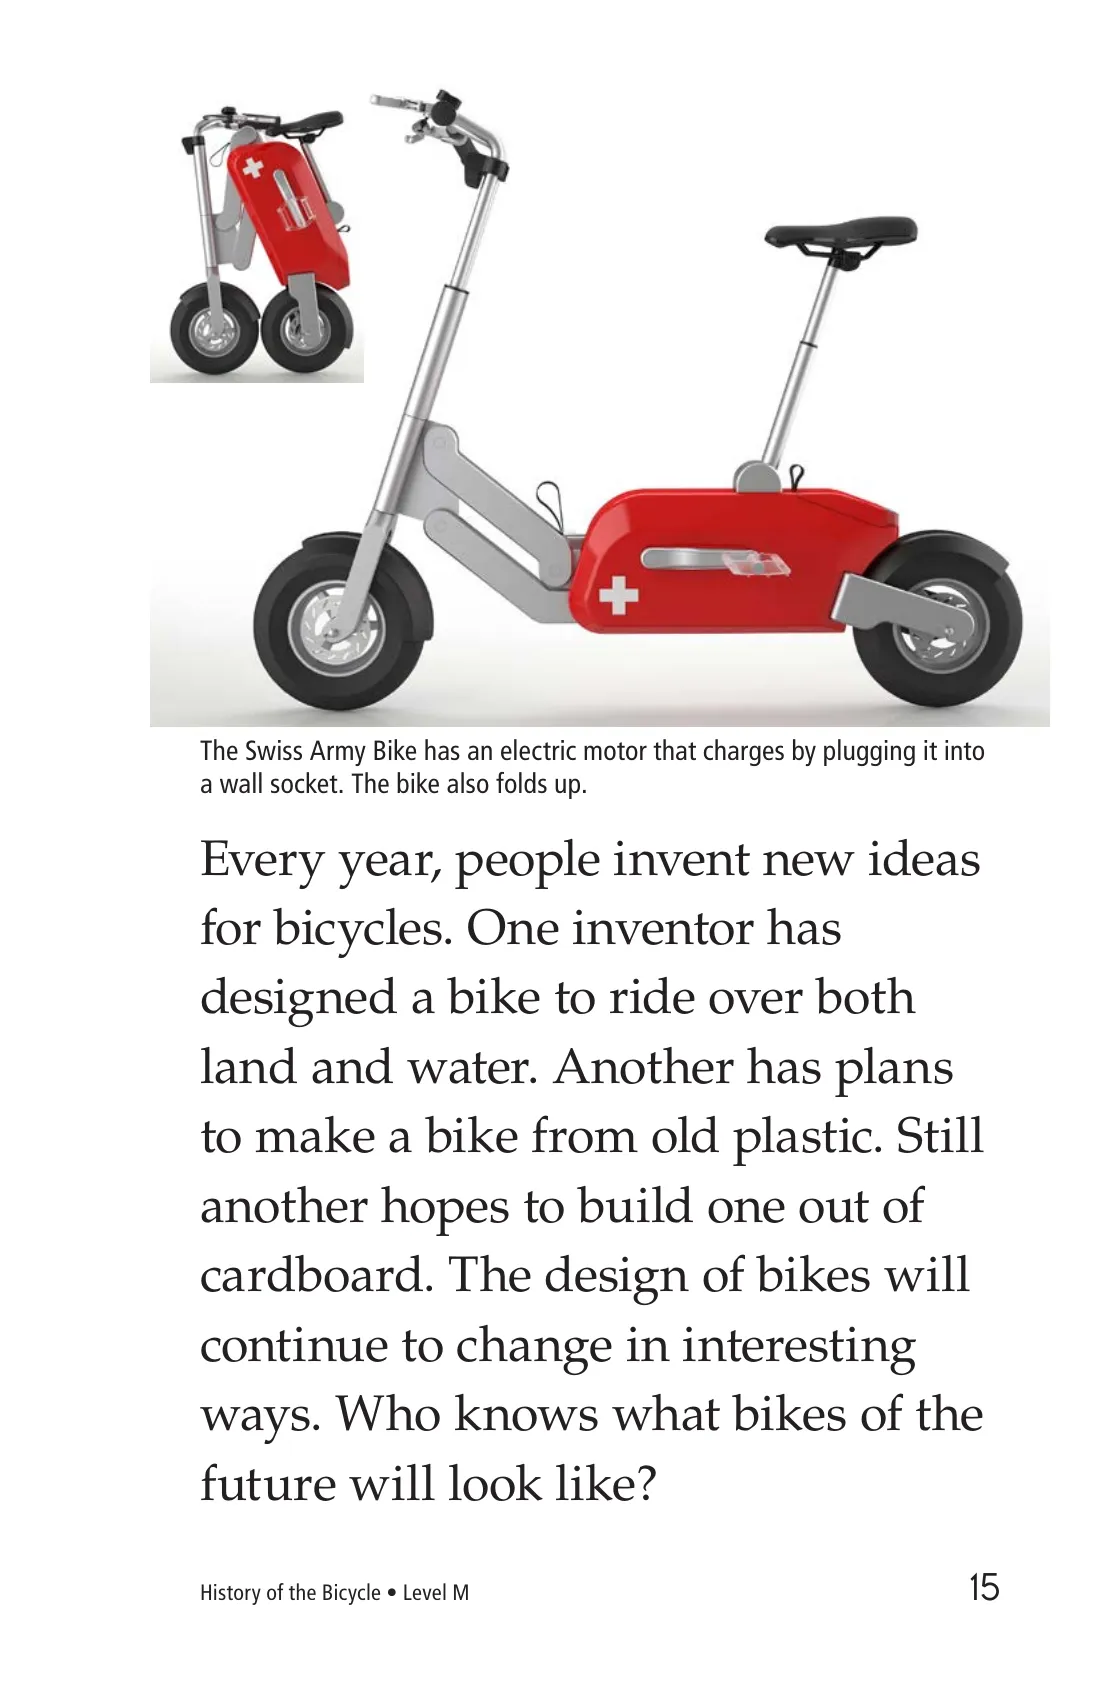 The Swiss Army Bike has an electric motor that charges by plugging it into
a wall socket. The bike also folds up.
Every year, people invent new ideas
for bicycles. One inventor has
designed a bike to ride over both
land and water. Another has plans
to make a bike from old plastic. Still
another hopes to build one out of
cardboard. The design of bikes will
continue to change in interesting
ways. Who knows what bikes of the
future will look like?
History of the Bicycle • Level M
15